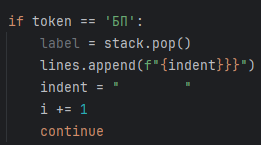 if token == 'БП':
    label = stack.pop()
    lines.append(f"{indent}}}")
    indent = "        "
    i += 1
    continue